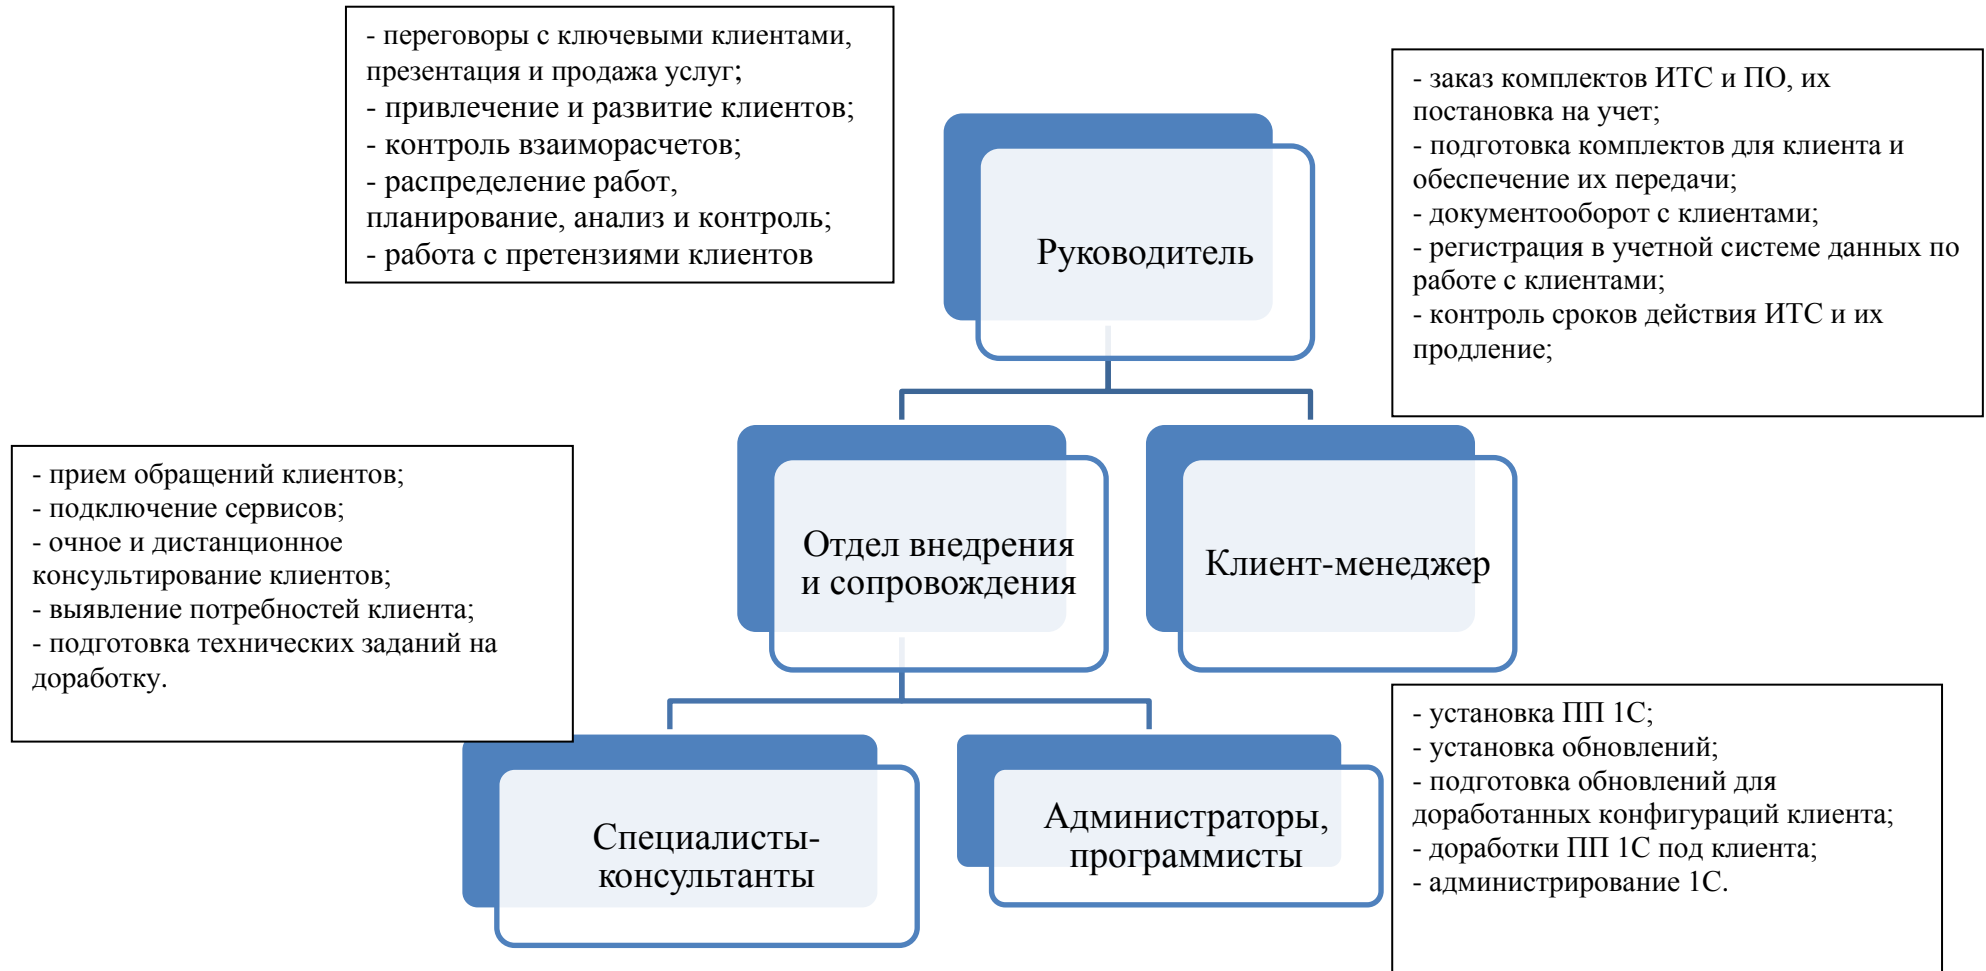 - переговоры с ключевыми клиентами,
презентация и продажа услуг;
- привлечение и развитие клиентов;
- контроль взаиморасчетов;
- распределение работ,
планирование, анализ и контроль;
- работа с претензиями клиентов
- заказ комплектов ИТС и ПО, их
постановка на учет;
- подготовка комплектов для клиента и
обеспечение их передачи;
- документооборот с клиентами;
- регистрация в учетной системе данных по
работе с клиентами;
- контроль сроков действия ИТС и их
продление;
Руководитель
- прием обращений клиентов;
- подключение сервисов;
- очное и дистанционное
консультирование клиентов;
- выявление потребностей клиента;
- подготовка технических заданий на
доработку.
Отдел внедрения
и сопровождения
Клиент-менеджер
Специалисты-
консультанты
Администраторы,
программисты
- установка ПП 1С;
- установка обновлений;
- подготовка обновлений для
доработанных конфигураций клиента;
- доработки ПП 1С под клиента;
- администрирование 1С.